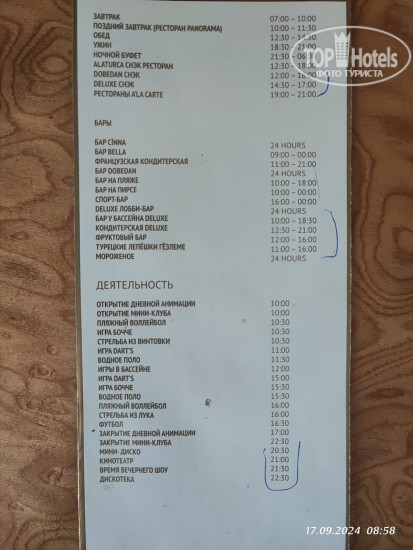 ЗАВТРАК 07:00 – 10:00
ПОЗДНИЙ ЗАВТРАК (РЕСТОРАН PANORAMA) 10:00 – 11:30
ОБЕД 12:30 – 14:30
УЖИН 18:30 – 21:00
НОЧНОЙ БУФЕТ 21:30 – 06:00
ALATURCA СНЭК РЕСТОРАН 12:30 – 18:00
DOBEDAN СНЭК 12:00 – 16:00
DELUXE СНЭК 14:30 – 17:00
РЕСТОРАНЫ A'LA CARTE 19:00 – 21:00
TOP Hotels
ФОТО ТУРИСТА
БАРЫ
БАР CİNNA 24 HOURS
БАР BELLA 09:00 – 00:00
ФРАНЦУЗСКАЯ КОНДИТЕРСКАЯ 11:00 – 21:00
БАР DOBEDAN 24 HOURS
БАР НА ПЛЯЖЕ 10:00 – 18:00
БАР НА ПИРСЕ 10:00 – 00:00
СПОРТ-БАР 16:00 – 00:00
DELUXE ЛОББИ-БАР 24 HOURS
БАР У БАССЕЙНА DELUXE 10:00 – 18:30
КОНДИТЕРСКАЯ DELUXE 12:30 – 21:00
ФРУКТОВЫЙ БАР 12:00 – 16:00
ТУРЕЦКИЕ ЛЕПЁШКИ ГЁЗЛЕМЕ 11:00 – 16:00
МОРОЖЕНОЕ 24 HOURS
ДЕЯТЕЛЬНОСТЬ
ОТКРЫТИЕ ДНЕВНОЙ АНИМАЦИИ 10:00
ОТКРЫТИЕ МИНИ-КЛУБА 10:00
ПЛЯЖНЫЙ ВОЛЛЕЙБОЛ 10:30
ИГРА БОЧЧЕ 10:30
СТРЕЛЬБА ИЗ ВИНТОВКИ 10:30
ИГРА DART'S 11:00
ВОДНОЕ ПОЛО 11:30
ИГРЫ В БАССЕЙНЕ 12:00
ИГРА DART'S 15:00
ИГРА БОЧЧЕ 15:30
ВОДНОЕ ПОЛО 15:30
ПЛЯЖНЫЙ ВОЛЛЕЙБОЛ 16:00
СТРЕЛЬБА ИЗ ЛУКА 16:00
ФУТБОЛ 16:30
ЗАКРЫТИЕ ДНЕВНОЙ АНИМАЦИИ 17:00
ЗАКРЫТИЕ МИНИ-КЛУБА 22:30
МИНИ- ДИСКО 20:30
КИНОТЕАТР 21:00
ВРЕМЯ ВЕЧЕРНЕГО ШОУ 21:30
ДИСКОТЕКА 22:30
17.09.2024 08:58